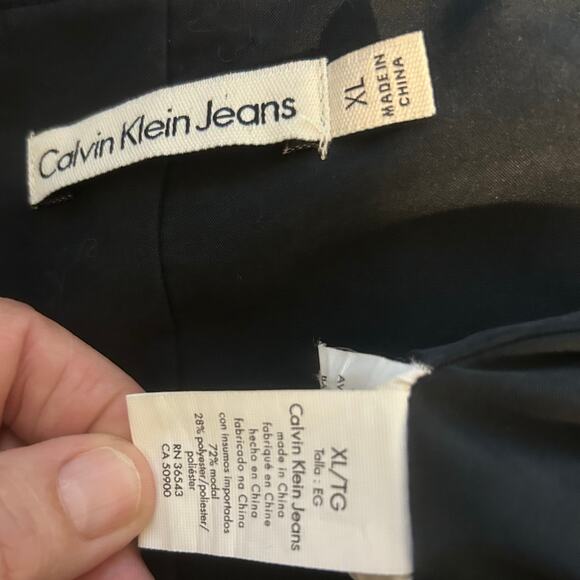 Calvin Klein Jeans
XL
MADE IN
CHINA
XL/TG
Talla : EG
Calvin Klein Jeans
made in China
fabriqué en Chine
hecho en China
fabricado na China
con insumos importados
72% modal
28% polyester/poliester/
poliéster
RN 36543
CA 50900